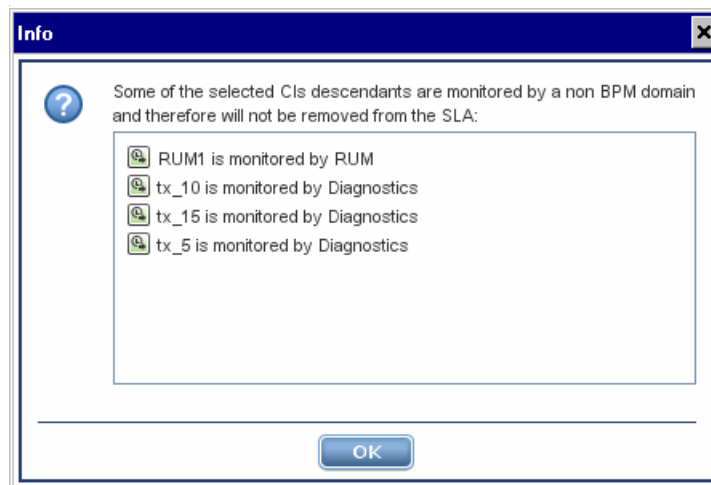 Info
Some of the selected CIs descendants are monitored by a non BPM domain
and therefore will not be removed from the SLA:
RUM1 is monitored by RUM
tx_10 is monitored by Diagnostics
tx_15 is monitored by Diagnostics
tx_5 is monitored by Diagnostics
OK